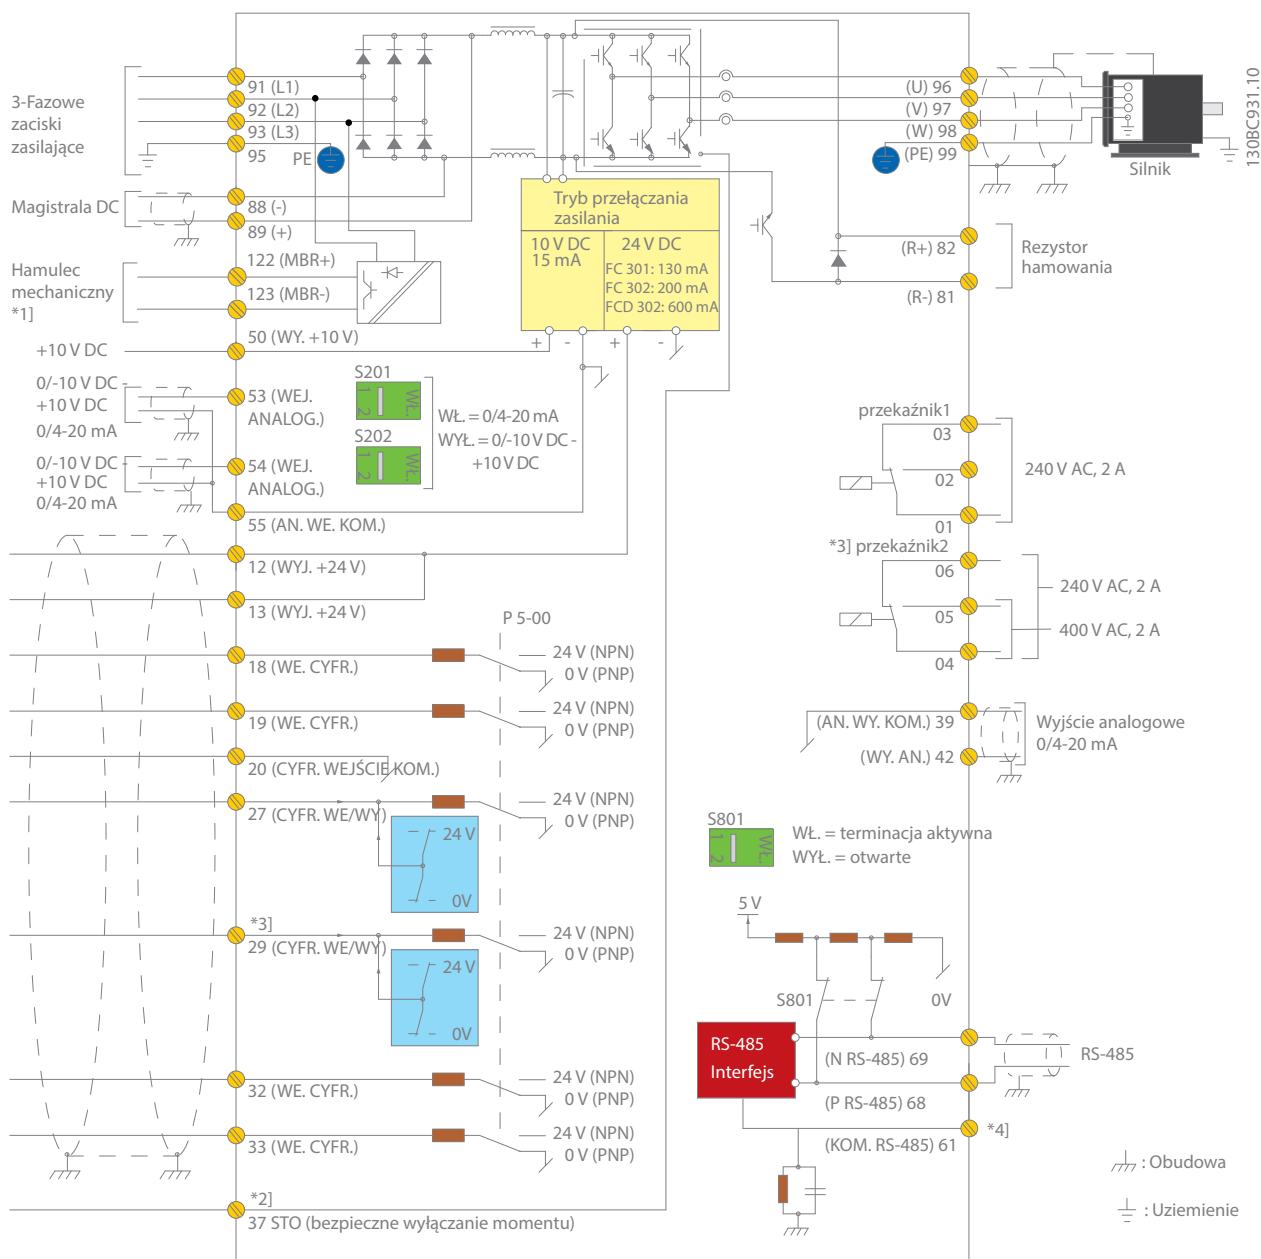 3-Fazowe
zaciski
zasilające
91 (L1)
92 (L2)
93 (L3)
95
PE
Magistrala DC
88 (-)
89 (+)
Hamulec
mechaniczny
*1]
122 (MBR+)
123 (MBR-)
+10 V DC
50 (WY. +10 V)
0/-10 V DC -
+10 V DC
0/4-20 mA
53 (WEJ.
ANALOG.)
0/-10 V DC -
+10 V DC
0/4-20 mA
54 (WEJ.
ANALOG.)
55 (AN. WE. KOM.)
12 (WYJ. +24 V)
13 (WYJ. +24 V)
18 (WE. CYFR.)
19 (WE. CYFR.)
20 (CYFR. WEJŚCIE KOM.)
27 (CYFR. WE/WY)
*3]
29 (CYFR. WE/WY)
32 (WE. CYFR.)
33 (WE. CYFR.)
*2]
37 STO (bezpieczne wyłączanie momentu)
Tryb przełączania
zasilania
10 V DC
15 mA
24 V DC
FC 301: 130 mA
FC 302: 200 mA
FCD 302: 600 mA
+ - + -
S201
1 2 WŁ.
S202
1 2 WŁ.
WŁ. = 0/4-20 mA
WYŁ. = 0/-10 V DC -
+10 V DC
P 5-00
24 V (NPN)
0 V (PNP)
24 V (NPN)
0 V (PNP)
24 V (NPN)
0 V (PNP)
24 V
0V
24 V (NPN)
0 V (PNP)
24 V
0V
24 V (NPN)
0 V (PNP)
24 V (NPN)
0 V (PNP)
(U) 96
(V) 97
(W) 98
(PE) 99
Silnik
130BC931.10
(R+) 82
(R-) 81
Rezystor
hamowania
przekaźnik1
03
02
01
240 V AC, 2 A
*3] przekaźnik2
06
05
04
240 V AC, 2 A
400 V AC, 2 A
(AN. WY. KOM.) 39
(WY. AN.) 42
Wyjście analogowe
0/4-20 mA
S801
1 2 WŁ.
WŁ. = terminacja aktywna
WYŁ. = otwarte
5 V
S801
0V
RS-485
Interfejs
(N RS-485) 69
(P RS-485) 68
(KOM. RS-485) 61
RS-485
*4]
: Obudowa
: Uziemienie